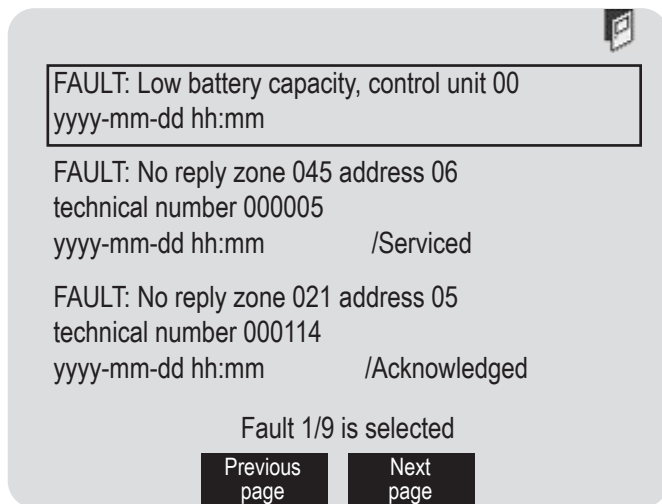 FAULT: Low battery capacity, control unit 00
yyyy-mm-dd hh:mm
FAULT: No reply zone 045 address 06
technical number 000005
yyyy-mm-dd hh:mm /Serviced
FAULT: No reply zone 021 address 05
technical number 000114
yyyy-mm-dd hh:mm /Acknowledged
Fault 1/9 is selected
Previous page
Next page